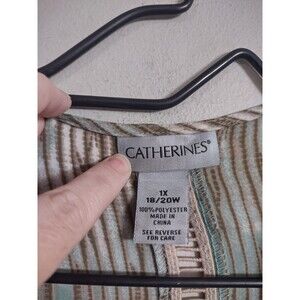 CATHERINES®
1X
18/20W
100% POLYESTER
MADE IN
CHINA
SEE REVERSE
FOR CARE